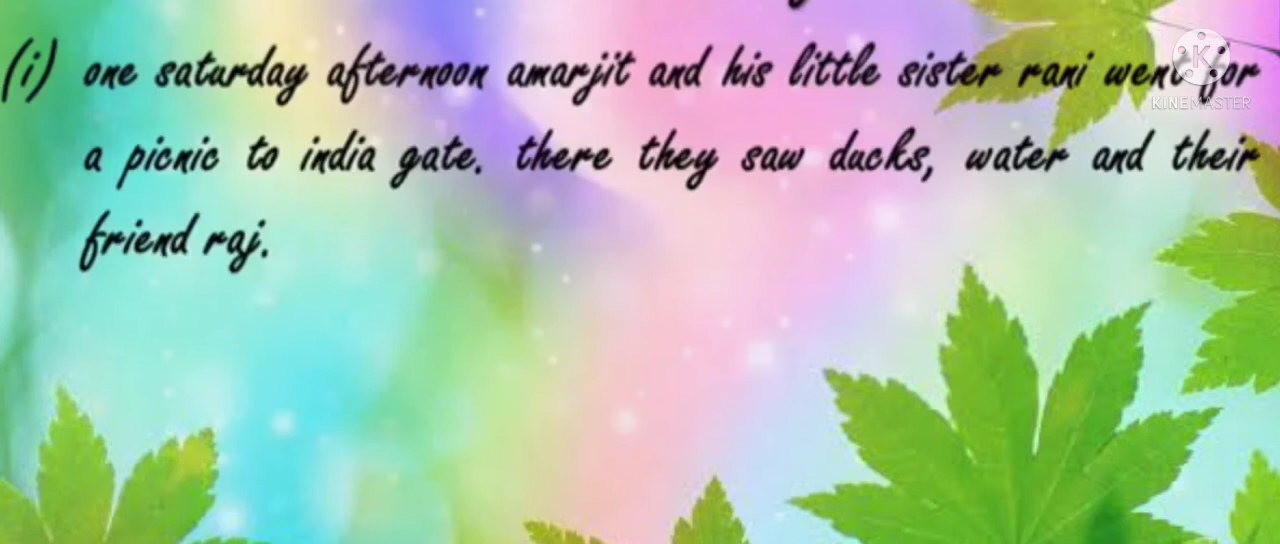 (i) one saturday afternoon amarjit and his little sister rani went for
KINEMASTER
a picnic to india gate. there they saw ducks, water and their
friend raj.